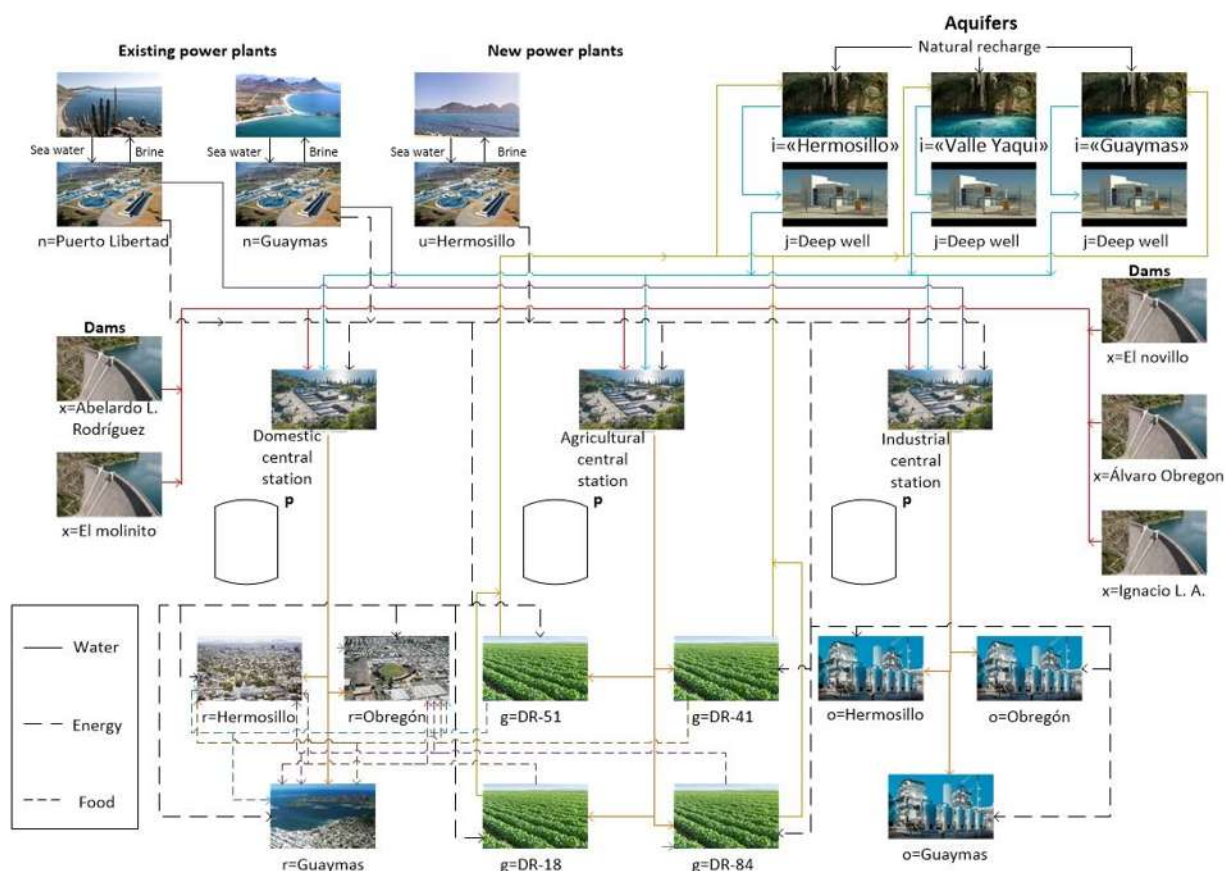 Existing power plants
New power plants
Aquifers
Natural recharge
Sea water
Brine
Sea water
Brine
Sea water
Brine
i=«Hermosillo»
i=«Valle Yaqui»
i=«Guaymas»
n=Puerto Libertad
n=Guaymas
u=Hermosillo
j=Deep well
j=Deep well
j=Deep well
Dams
Dams
x=El novillo
x=Abelardo L.
Rodríguez
Domestic
central
station
Agricultural
central
station
Industrial
central
station
x=Álvaro Obregon
p
p
p
x=El molinito
x=Ignacio L. A.
Water
Energy
Food
r=Hermosillo
r=Obregón
g=DR-51
g=DR-41
o=Hermosillo
o=Obregón
r=Guaymas
g=DR-18
g=DR-84
o=Guaymas